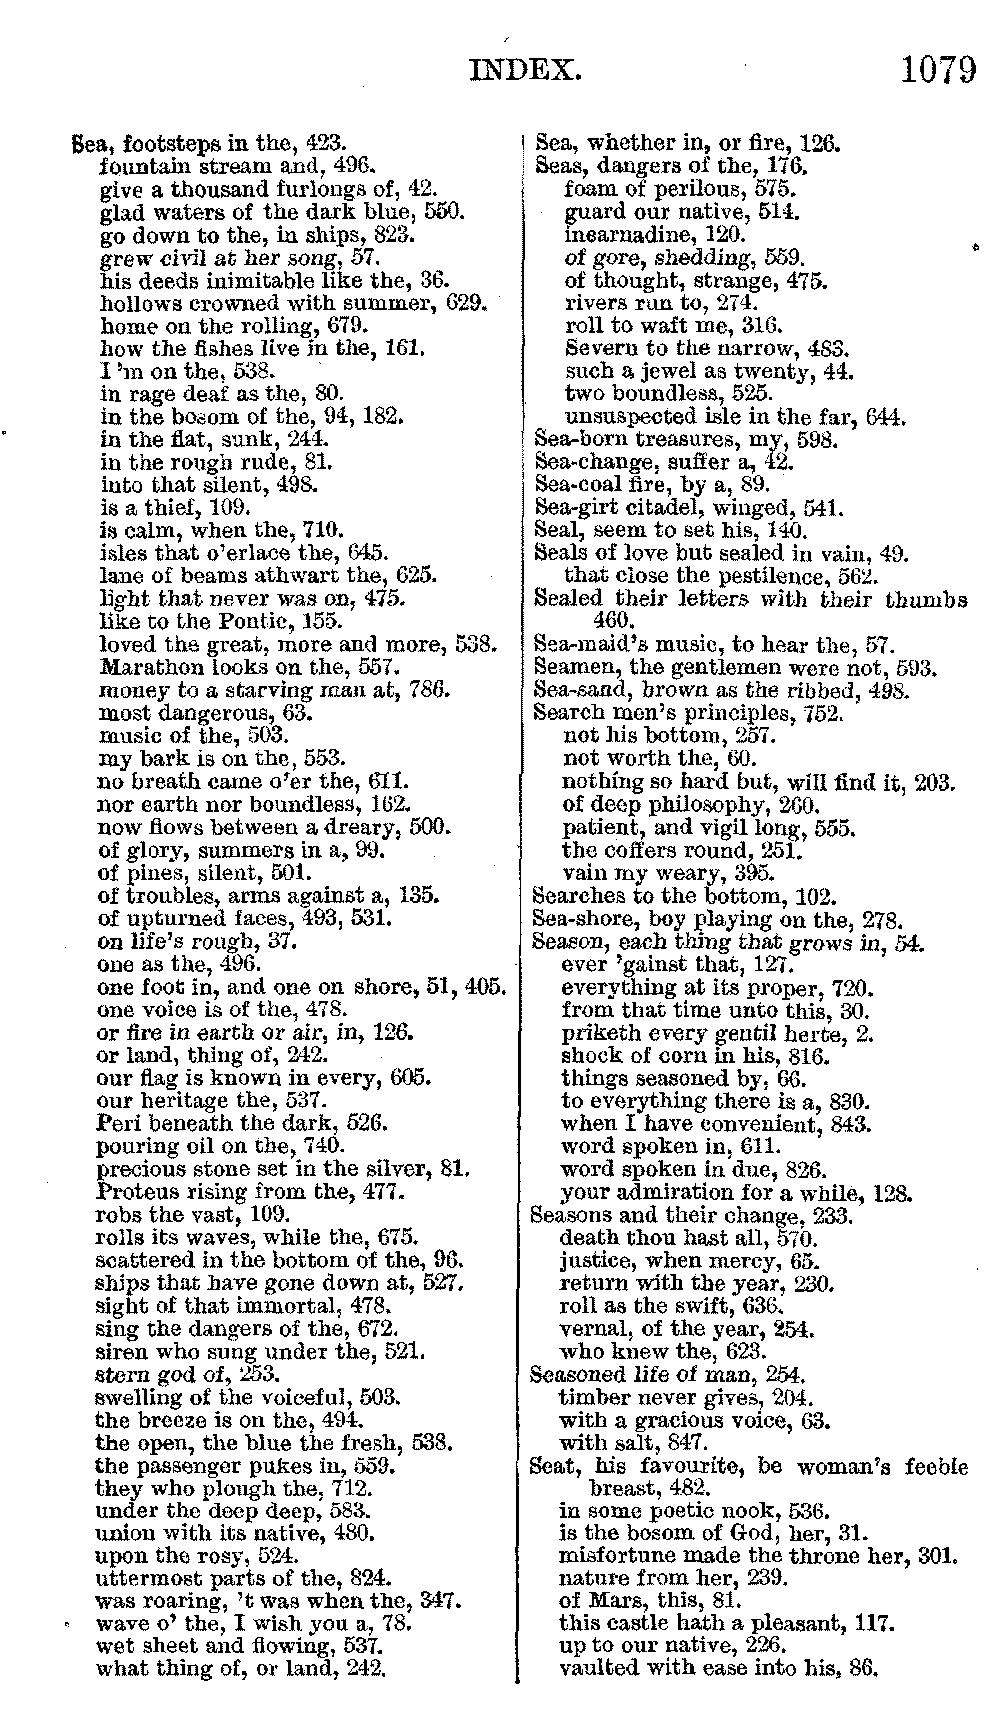 INDEX.
1079
Sea, footsteps in the, 423.
fountain stream and, 496.
give a thousand furlongs of, 42.
glad waters of the dark blue, 550.
go down to the, in ships, 823.
grew civil at her song, 57.
his deeds inimitable like the, 36.
hollows crowned with summer, 629.
home on the rolling, 679.
how the fishes live in the, 161.
I 'm on the, 538.
in rage deaf as the, 80.
in the bosom of the, 94, 182.
in the flat, sunk, 244.
in the rough rude, 81.
into that silent, 498.
is a thief, 109.
is calm, when the, 710.
isles that o'erlace the, 645.
lane of beams athwart the, 625.
light that never was on, 475.
like to the Pontic, 155.
loved the great, more and more, 538.
Marathon looks on the, 557.
money to a starving man at, 786.
most dangerous, 63.
music of the, 503.
my bark is on the, 553.
no breath came o'er the, 611.
nor earth nor boundless, 162.
now flows between a dreary, 500.
of glory, summers in a, 99.
of pines, silent, 501.
of troubles, arms against a, 135.
of upturned faces, 493, 531.
on life's rough, 37.
one as the, 496.
one foot in, and one on shore, 51, 405.
one voice is of the, 478.
or fire in earth or air, in, 126.
or land, thing of, 242.
our flag is known in every, 605.
our heritage the, 537.
Peri beneath the dark, 526.
pouring oil on the, 740.
precious stone set in the silver, 81.
Proteus rising from the, 477.
robs the vast, 109.
rolls its waves, while the, 675.
scattered in the bottom of the, 96.
ships that have gone down at, 527.
sight of that immortal, 478.
sing the dangers of the, 672.
siren who sung under the, 521.
stern god of, 253.
swelling of the voiceful, 503.
the breeze is on the, 494.
the open, the blue the fresh, 538.
the passenger pukes in, 559.
they who plough the, 712.
under the deep deep, 583.
union with its native, 480.
upon the rosy, 524.
uttermost parts of the, 824.
was roaring, 't was when the, 347.
wave o' the, I wish you a, 78.
wet sheet and flowing, 537.
what thing of, or land, 242.
Sea, whether in, or fire, 126.
Seas, dangers of the, 176.
foam of perilous, 575.
guard our native, 514.
incarnadine, 120.
of gore, shedding, 559.
of thought, strange, 475.
rivers run to, 274.
roll to waft me, 316.
Severn to the narrow, 483.
such a jewel as twenty, 44.
two boundless, 525.
unsuspected isle in the far, 644.
Sea-born treasures, my, 598.
Sea-change, suffer a, 42.
Sea-coal fire, by a, 89.
Sea-girt citadel, winged, 541.
Seal, seem to set his, 140.
Seals of love but sealed in vain, 49.
that close the pestilence, 562.
Sealed their letters with their thumbs
460.
Sea-maid's music, to hear the, 57.
Seamen, the gentlemen were not, 593.
Sea-sand, brown as the ribbed, 498.
Search men's principles, 752.
not his bottom, 257.
not worth the, 60.
nothing so hard but, will find it, 203.
of deep philosophy, 260.
patient, and vigil long, 555.
the coffers round, 251.
vain my weary, 395.
Searches to the bottom, 102.
Sea-shore, boy playing on the, 278.
Season, each thing that grows in, 54.
ever 'gainst that, 127.
everything at its proper, 720.
from that time unto this, 30.
priketh every gentil herte, 2.
shock of corn in his, 816.
things seasoned by, 66.
to everything there is a, 830.
when I have convenient, 843.
word spoken in, 611.
word spoken in due, 826.
your admiration for a while, 128.
Seasons and their change, 233.
death thou hast all, 570.
justice, when mercy, 65.
return with the year, 230.
roll as the swift, 636.
vernal, of the year, 254.
who knew the, 623.
Seasoned life of man, 254.
timber never gives, 204.
with a gracious voice, 63.
with salt, 847.
Seat, his favourite, be woman's feeble
breast, 482.
in some poetic nook, 536.
is the bosom of God, her, 31.
misfortune made the throne her, 301.
nature from her, 239.
of Mars, this, 81.
this castle hath a pleasant, 117.
up to our native, 226.
vaulted with ease into his, 86.